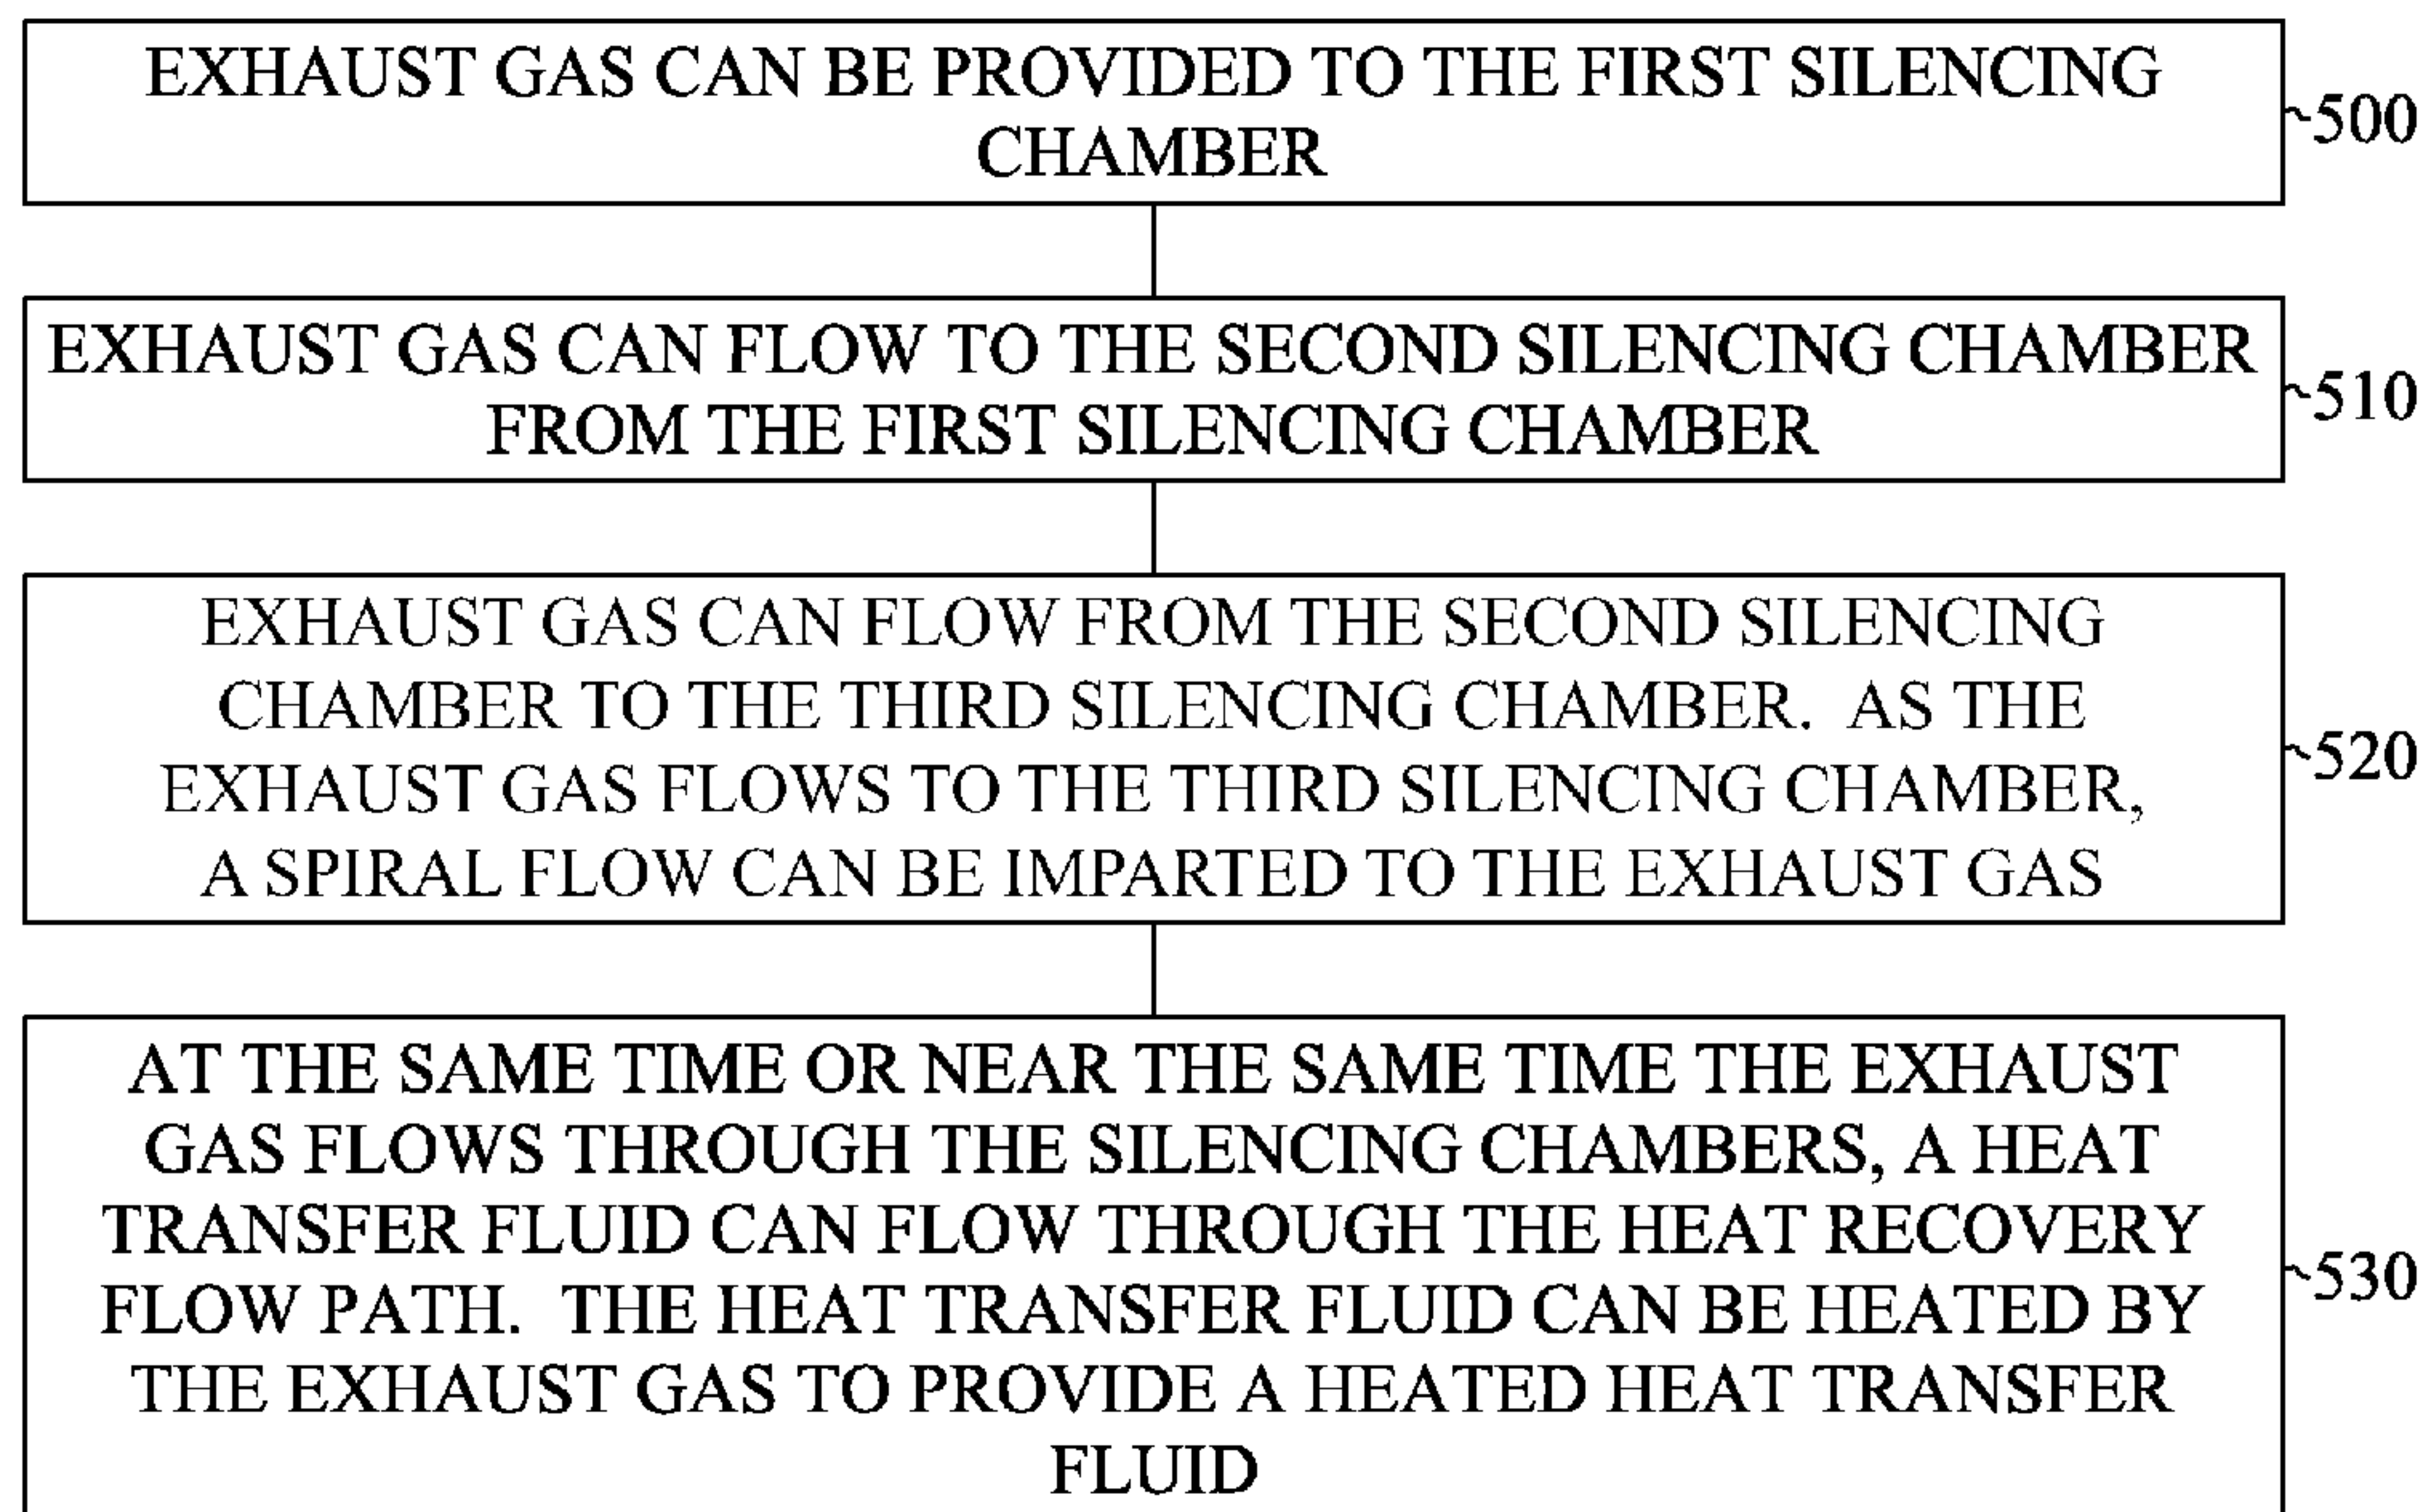 EXHAUST GAS CAN BE PROVIDED TO THE FIRST SILENCING
CHAMBER
~500
EXHAUST GAS CAN FLOW TO THE SECOND SILENCING CHAMBER
FROM THE FIRST SILENCING CHAMBER
~510
EXHAUST GAS CAN FLOW FROM THE SECOND SILENCING
CHAMBER TO THE THIRD SILENCING CHAMBER. AS THE
EXHAUST GAS FLOWS TO THE THIRD SILENCING CHAMBER,
A SPIRAL FLOW CAN BE IMPARTED TO THE EXHAUST GAS
~520
AT THE SAME TIME OR NEAR THE SAME TIME THE EXHAUST
GAS FLOWS THROUGH THE SILENCING CHAMBERS, A HEAT
TRANSFER FLUID CAN FLOW THROUGH THE HEAT RECOVERY
FLOW PATH. THE HEAT TRANSFER FLUID CAN BE HEATED BY
THE EXHAUST GAS TO PROVIDE A HEATED HEAT TRANSFER
FLUID
~530